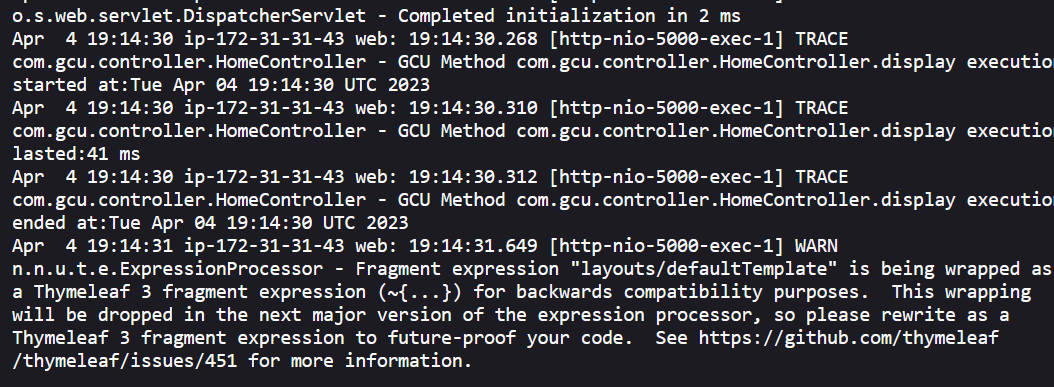 o.s.web.servlet.DispatcherServlet - Completed initialization in 2 ms
Apr  4 19:14:30 ip-172-31-31-43 web: 19:14:30.268 [http-nio-5000-exec-1] TRACE
com.gcu.controller.HomeController - GCU Method com.gcu.controller.HomeController.display executio
started at:Tue Apr 04 19:14:30 UTC 2023
Apr  4 19:14:30 ip-172-31-31-43 web: 19:14:30.310 [http-nio-5000-exec-1] TRACE
com.gcu.controller.HomeController - GCU Method com.gcu.controller.HomeController.display executio
lasted:41 ms
Apr  4 19:14:30 ip-172-31-31-43 web: 19:14:30.312 [http-nio-5000-exec-1] TRACE
com.gcu.controller.HomeController - GCU Method com.gcu.controller.HomeController.display executio
ended at:Tue Apr 04 19:14:30 UTC 2023
Apr  4 19:14:31 ip-172-31-31-43 web: 19:14:31.649 [http-nio-5000-exec-1] WARN
n.n.u.t.e.ExpressionProcessor - Fragment expression "layouts/defaultTemplate" is being wrapped as
a Thymeleaf 3 fragment expression (~{...}) for backwards compatibility purposes.  This wrapping
will be dropped in the next major version of the expression processor, so please rewrite as a
Thymeleaf 3 fragment expression to future-proof your code.  See https://github.com/thymeleaf
/thymeleaf/issues/451 for more information.